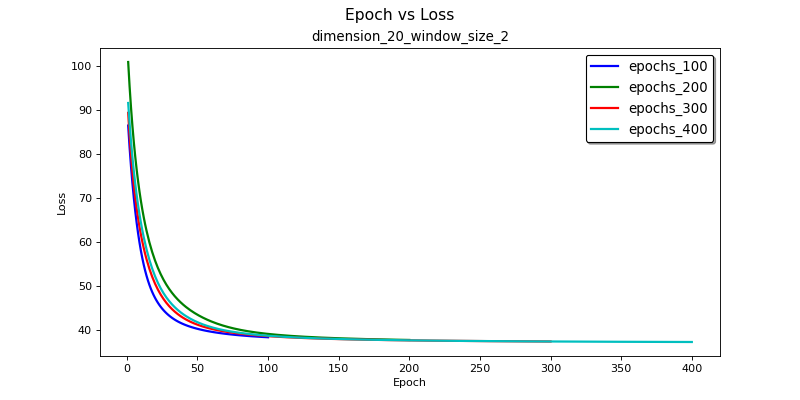 Epoch vs Loss
dimension_20_window_size_2
epochs_100
epochs_200
epochs_300
epochs_400
Loss
100
90
80
70
60
50
40
0 50 100 150 200 250 300 350 400
Epoch